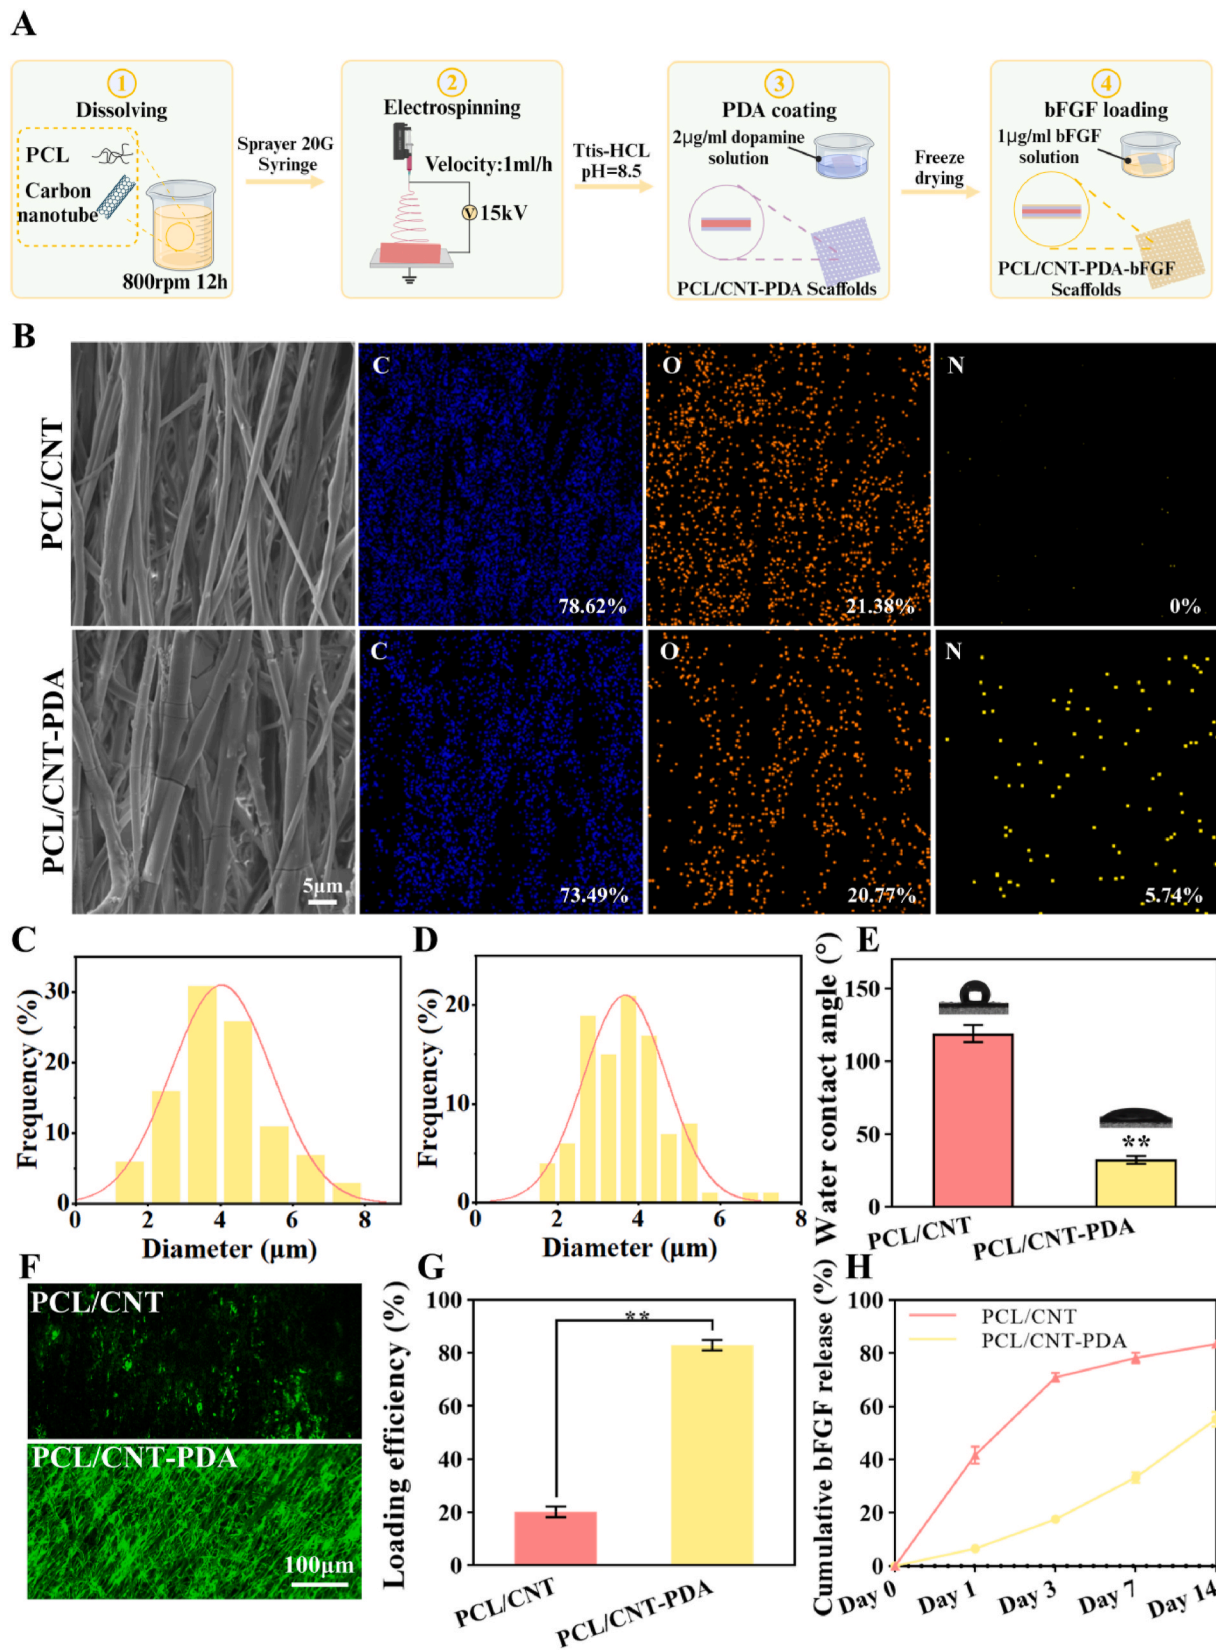 A
1
Dissolving
PCL
Carbon
nanotube
800rpm 12h
Sprayer 20G
Syringe
2
Electrospinning
Velocity:1ml/h
V
15kV
Ttis-HCL
pH=8.5
3
PDA coating
2μg/ml dopamine
solution
PCL/CNT-PDA Scaffolds
Freeze
drying
4
bFGF loading
1μg/ml bFGF
solution
PCL/CNT-PDA-bFGF
Scaffolds
B
PCL/CNT
C
78.62%
O
21.38%
N
0%
PCL/CNT-PDA
5μm
C
73.49%
O
20.77%
N
5.74%
C
Frequency (%)
30
20
10
0
0 2 4 6 8
Diameter (μm)
D
Frequency (%)
20
10
0
0 2 4 6 8
Diameter (μm)
E
Water contact angle (°)
150
100
50
0
**
PCL/CNT
PCL/CNT-PDA
F
PCL/CNT
PCL/CNT-PDA
100μm
G
Loading efficiency (%)
100
80
60
40
20
0
**
PCL/CNT
PCL/CNT-PDA
H
Cumulative bFGF release (%)
100
80
60
40
20
0
PCL/CNT
PCL/CNT-PDA
Day 0 Day 1 Day 3 Day 7 Day 14